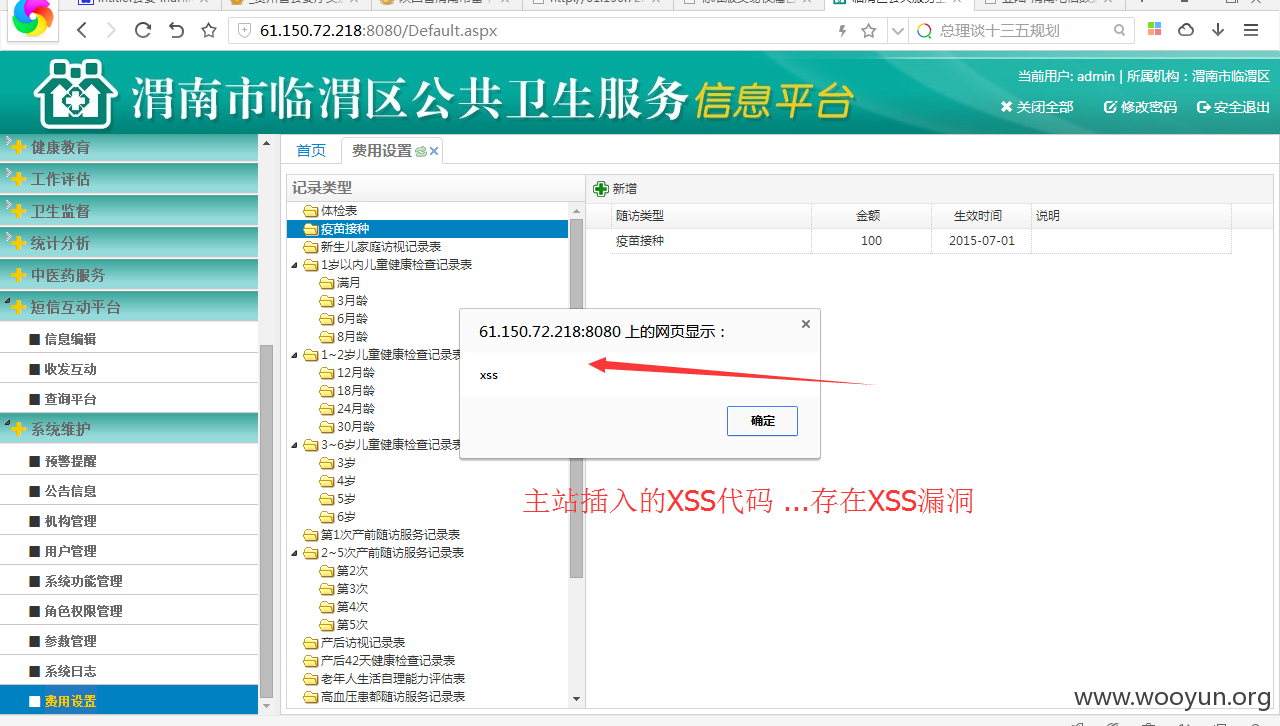 61.150.72.218:8080/Default.aspx
总理谈十三五规划
渭南市临渭区公共卫生服务信息平台
当前用户: admin | 所属机构：渭南市临渭区
关闭全部 修改密码 安全退出
健康教育
工作评估
卫生监督
统计分析
中医药服务
短信互动平台
信息编辑
收发互动
查询平台
系统维护
预警提醒
公告信息
机构管理
用户管理
系统功能管理
角色权限管理
参数管理
系统日志
费用设置
首页 费用设置
记录类型
体检表
疫苗接种
新生儿家庭访视记录表
1岁以内儿童健康检查记录表
满月
3月龄
6月龄
8月龄
1~2岁儿童健康检查记录表
12月龄
18月龄
24月龄
30月龄
3~6岁儿童健康检查记录表
3岁
4岁
5岁
6岁
第1次产前随访服务记录表
2~5次产前随访服务记录表
第2次
第3次
第4次
第5次
产后访视记录表
产后42天健康检查记录表
老年人生活自理能力评估表
高血压患都随访服务记录表
新增
随访类型 金额 生效时间 说明
疫苗接种 100 2015-07-01
61.150.72.218:8080 上的网页显示：
xss
确定
主站插入的XSS代码 ...存在XSS漏洞
www.wooyun.org